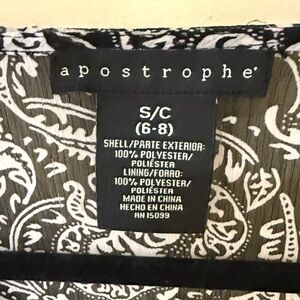 apostrophe®
S/C
(6-8)
SHELL/PARTE EXTERIOR:
100% POLYESTER/
POLIÉSTER
LINING/FORRO:
100% POLYESTER/
POLIÉSTER
MADE IN CHINA
HECHO EN CHINA
RN 15099